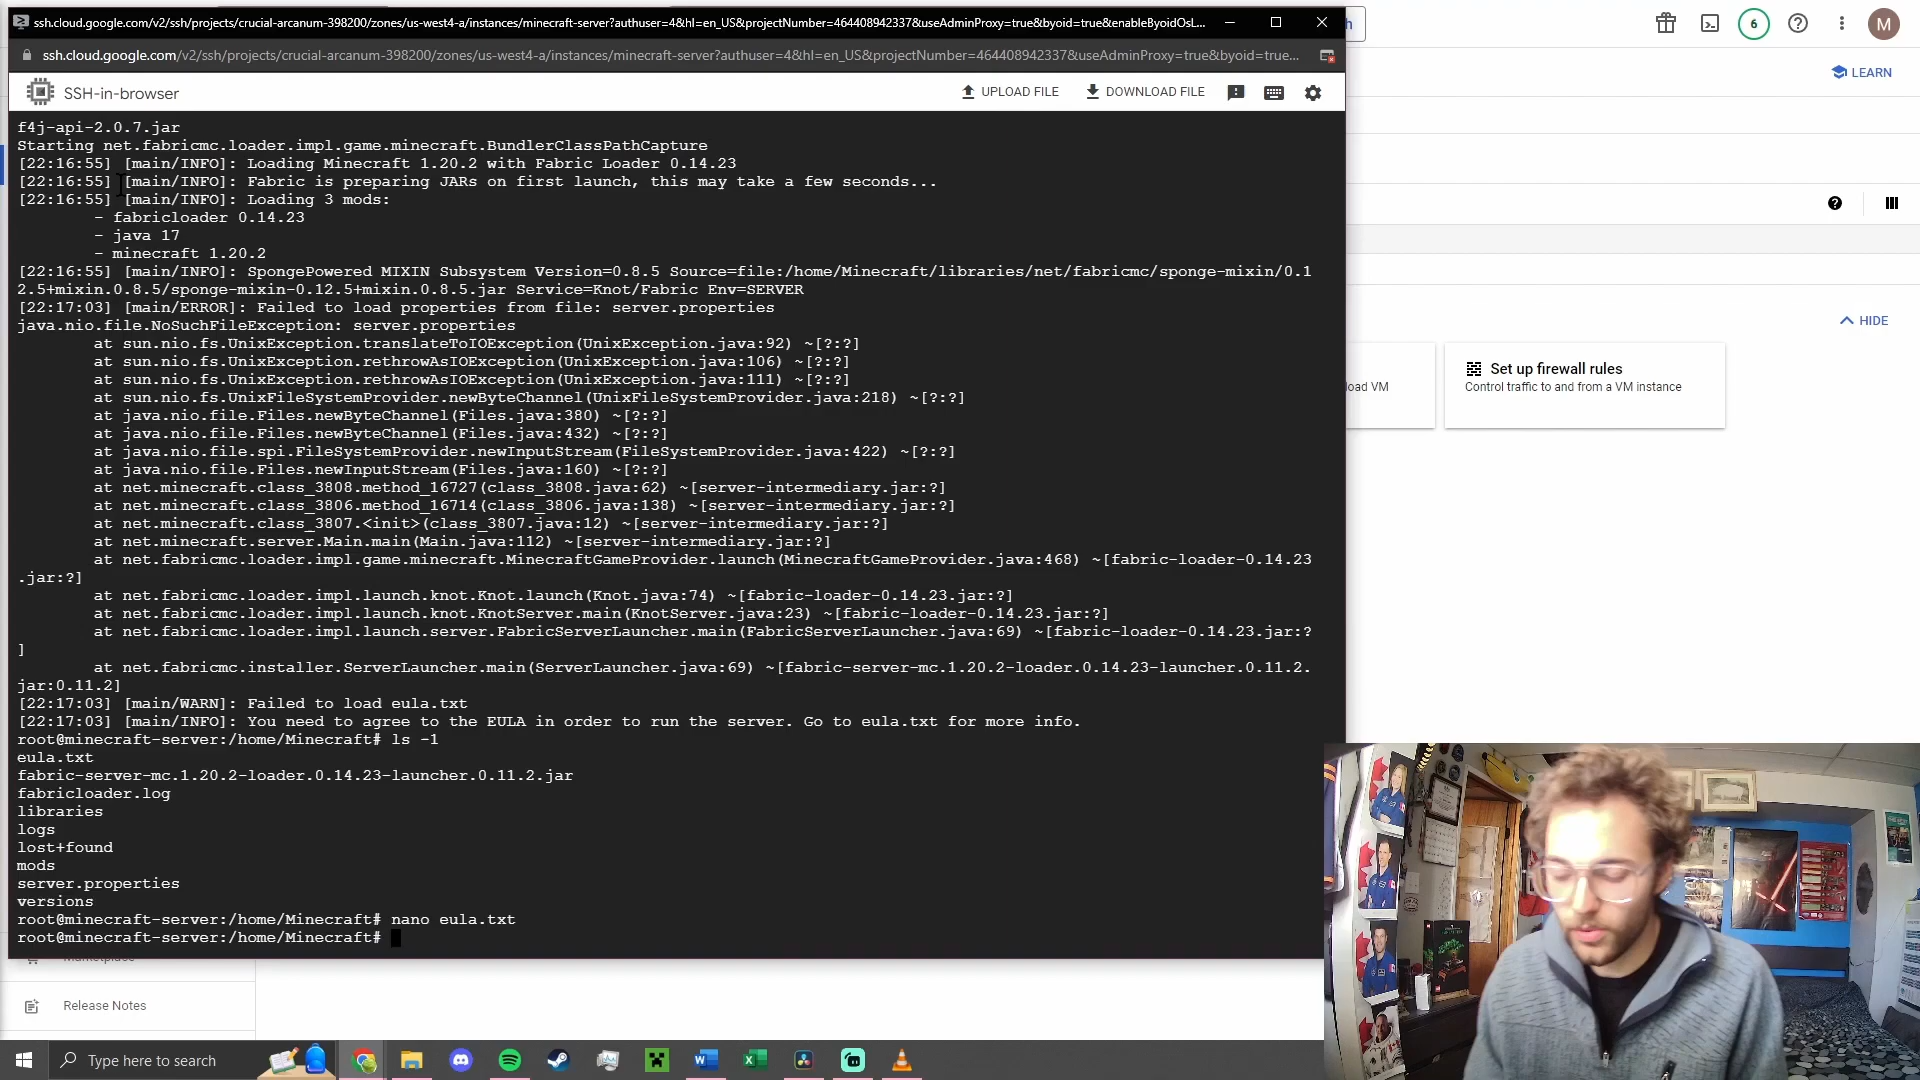 ssh.cloud.google.com/v2/ssh/projects/crucial-arcanum-398200/zones/us-west4-a/instances/minecraft-server?authuser=4&hl=en_US&projectNumber=464408942337&useAdminProxy=true&byoid=true&enableByoidOsL...
ssh.cloud.google.com/v2/ssh/projects/crucial-arcanum-398200/zones/us-west4-a/instances/minecraft-server?authuser=4&hl=en_US&projectNumber=464408942337&useAdminProxy=true&byoid=true...
6
M
LEARN
SSH-in-browser
UPLOAD FILE
DOWNLOAD FILE
f4j-api-2.0.7.jar
Starting net.fabricmc.loader.impl.game.minecraft.BundlerClassPathCapture
[22:16:55] [main/INFO]: Loading Minecraft 1.20.2 with Fabric Loader 0.14.23
[22:16:55] [main/INFO]: Fabric is preparing JARs on first launch, this may take a few seconds...
[22:16:55] [main/INFO]: Loading 3 mods:
- fabricloader 0.14.23
- java 17
- minecraft 1.20.2
[22:16:55] [main/INFO]: SpongePowered MIXIN Subsystem Version=0.8.5 Source=file:/home/Minecraft/libraries/net/fabricmc/sponge-mixin/0.1
2.5+mixin.0.8.5/sponge-mixin-0.12.5+mixin.0.8.5.jar Service=Knot/Fabric Env=SERVER
[22:17:03] [main/ERROR]: Failed to load properties from file: server.properties
java.nio.file.NoSuchFileException: server.properties
at sun.nio.fs.UnixException.translateToIOException(UnixException.java:92) ~[?:?]
at sun.nio.fs.UnixException.rethrowAsIOException(UnixException.java:106) ~[?:?]
at sun.nio.fs.UnixException.rethrowAsIOException(UnixException.java:111) ~[?:?]
at sun.nio.fs.UnixFileSystemProvider.newByteChannel(UnixFileSystemProvider.java:218) ~[?:?]
at java.nio.file.Files.newByteChannel(Files.java:380) ~[?:?]
at java.nio.file.Files.newByteChannel(Files.java:432) ~[?:?]
at java.nio.file.spi.FileSystemProvider.newInputStream(FileSystemProvider.java:422) ~[?:?]
at java.nio.file.Files.newInputStream(Files.java:160) ~[?:?]
at net.minecraft.class_3808.method_16727(class_3808.java:62) ~[server-intermediary.jar:?]
at net.minecraft.class_3806.method_16714(class_3806.java:138) ~[server-intermediary.jar:?]
at net.minecraft.class_3807.<init>(class_3807.java:12) ~[server-intermediary.jar:?]
at net.minecraft.server.Main.main(Main.java:112) ~[server-intermediary.jar:?]
at net.fabricmc.loader.impl.game.minecraft.MinecraftGameProvider.launch(MinecraftGameProvider.java:468) ~[fabric-loader-0.14.23
.jar:?]
at net.fabricmc.loader.impl.launch.knot.Knot.launch(Knot.java:74) ~[fabric-loader-0.14.23.jar:?]
at net.fabricmc.loader.impl.launch.knot.KnotServer.main(KnotServer.java:23) ~[fabric-loader-0.14.23.jar:?]
at net.fabricmc.loader.impl.launch.server.FabricServerLauncher.main(FabricServerLauncher.java:69) ~[fabric-loader-0.14.23.jar:?
]
at net.fabricmc.installer.ServerLauncher.main(ServerLauncher.java:69) ~[fabric-server-mc.1.20.2-loader.0.14.23-launcher.0.11.2.
jar:0.11.2]
[22:17:03] [main/WARN]: Failed to load eula.txt
[22:17:03] [main/INFO]: You need to agree to the EULA in order to run the server. Go to eula.txt for more info.
root@minecraft-server:/home/Minecraft# ls -1
eula.txt
fabric-server-mc.1.20.2-loader.0.14.23-launcher.0.11.2.jar
fabricloader.log
libraries
logs
lost+found
mods
server.properties
versions
root@minecraft-server:/home/Minecraft# nano eula.txt
root@minecraft-server:/home/Minecraft#
HIDE
load VM
Set up firewall rules
Control traffic to and from a VM instance
Marketplace
Release Notes
Type here to search